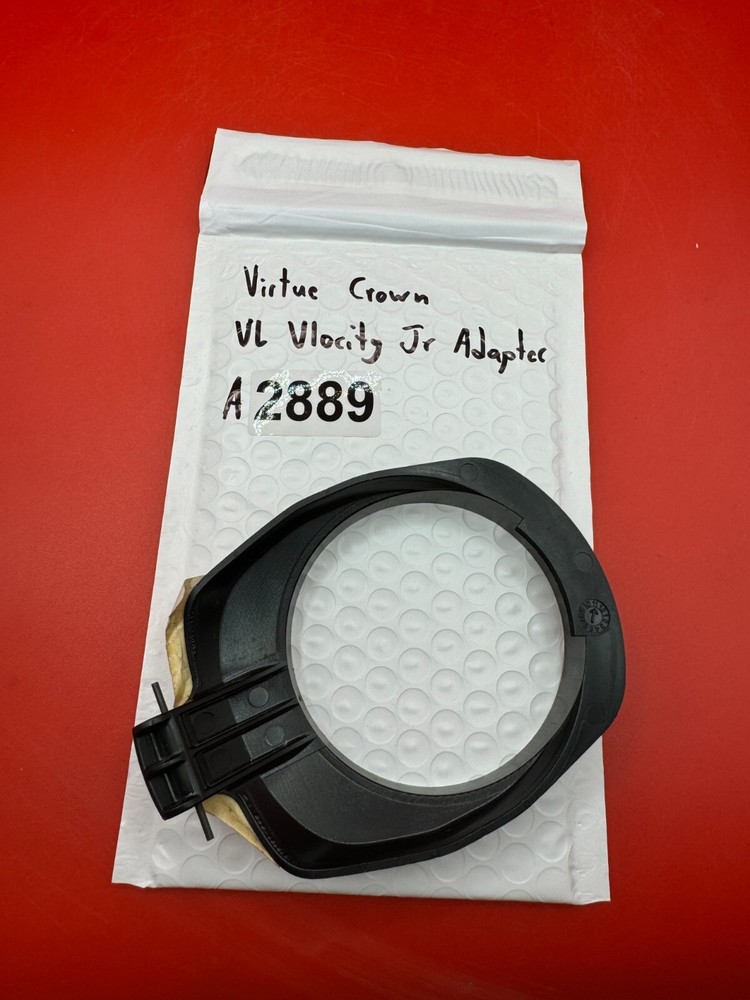 Virtue Crown
VL Vlocity Jr Adapter
A 2889